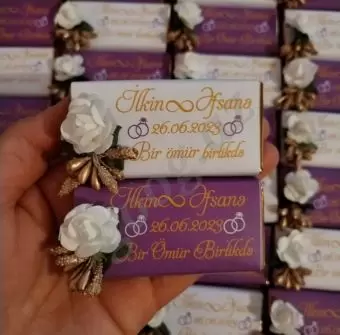 İlkin∞Əfsanə
26.06.2023
Bir ömür birlikdə
İlkin∞Əfsanə
26.06.2023
Bir Ömür Birlikdə